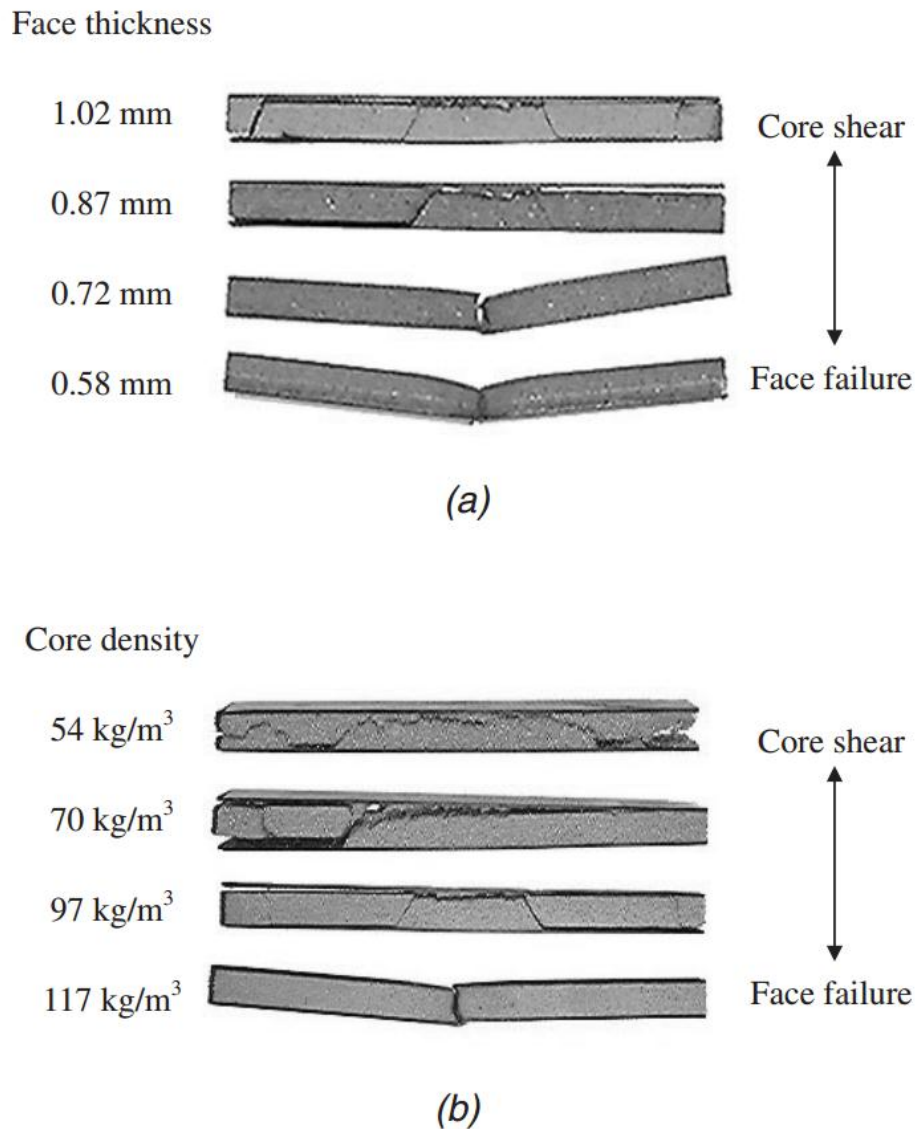 Face thickness
1.02 mm
Core shear
0.87 mm
0.72 mm
0.58 mm
Face failure
(a)
Core density
54 kg/m³
Core shear
70 kg/m³
97 kg/m³
117 kg/m³
Face failure
(b)